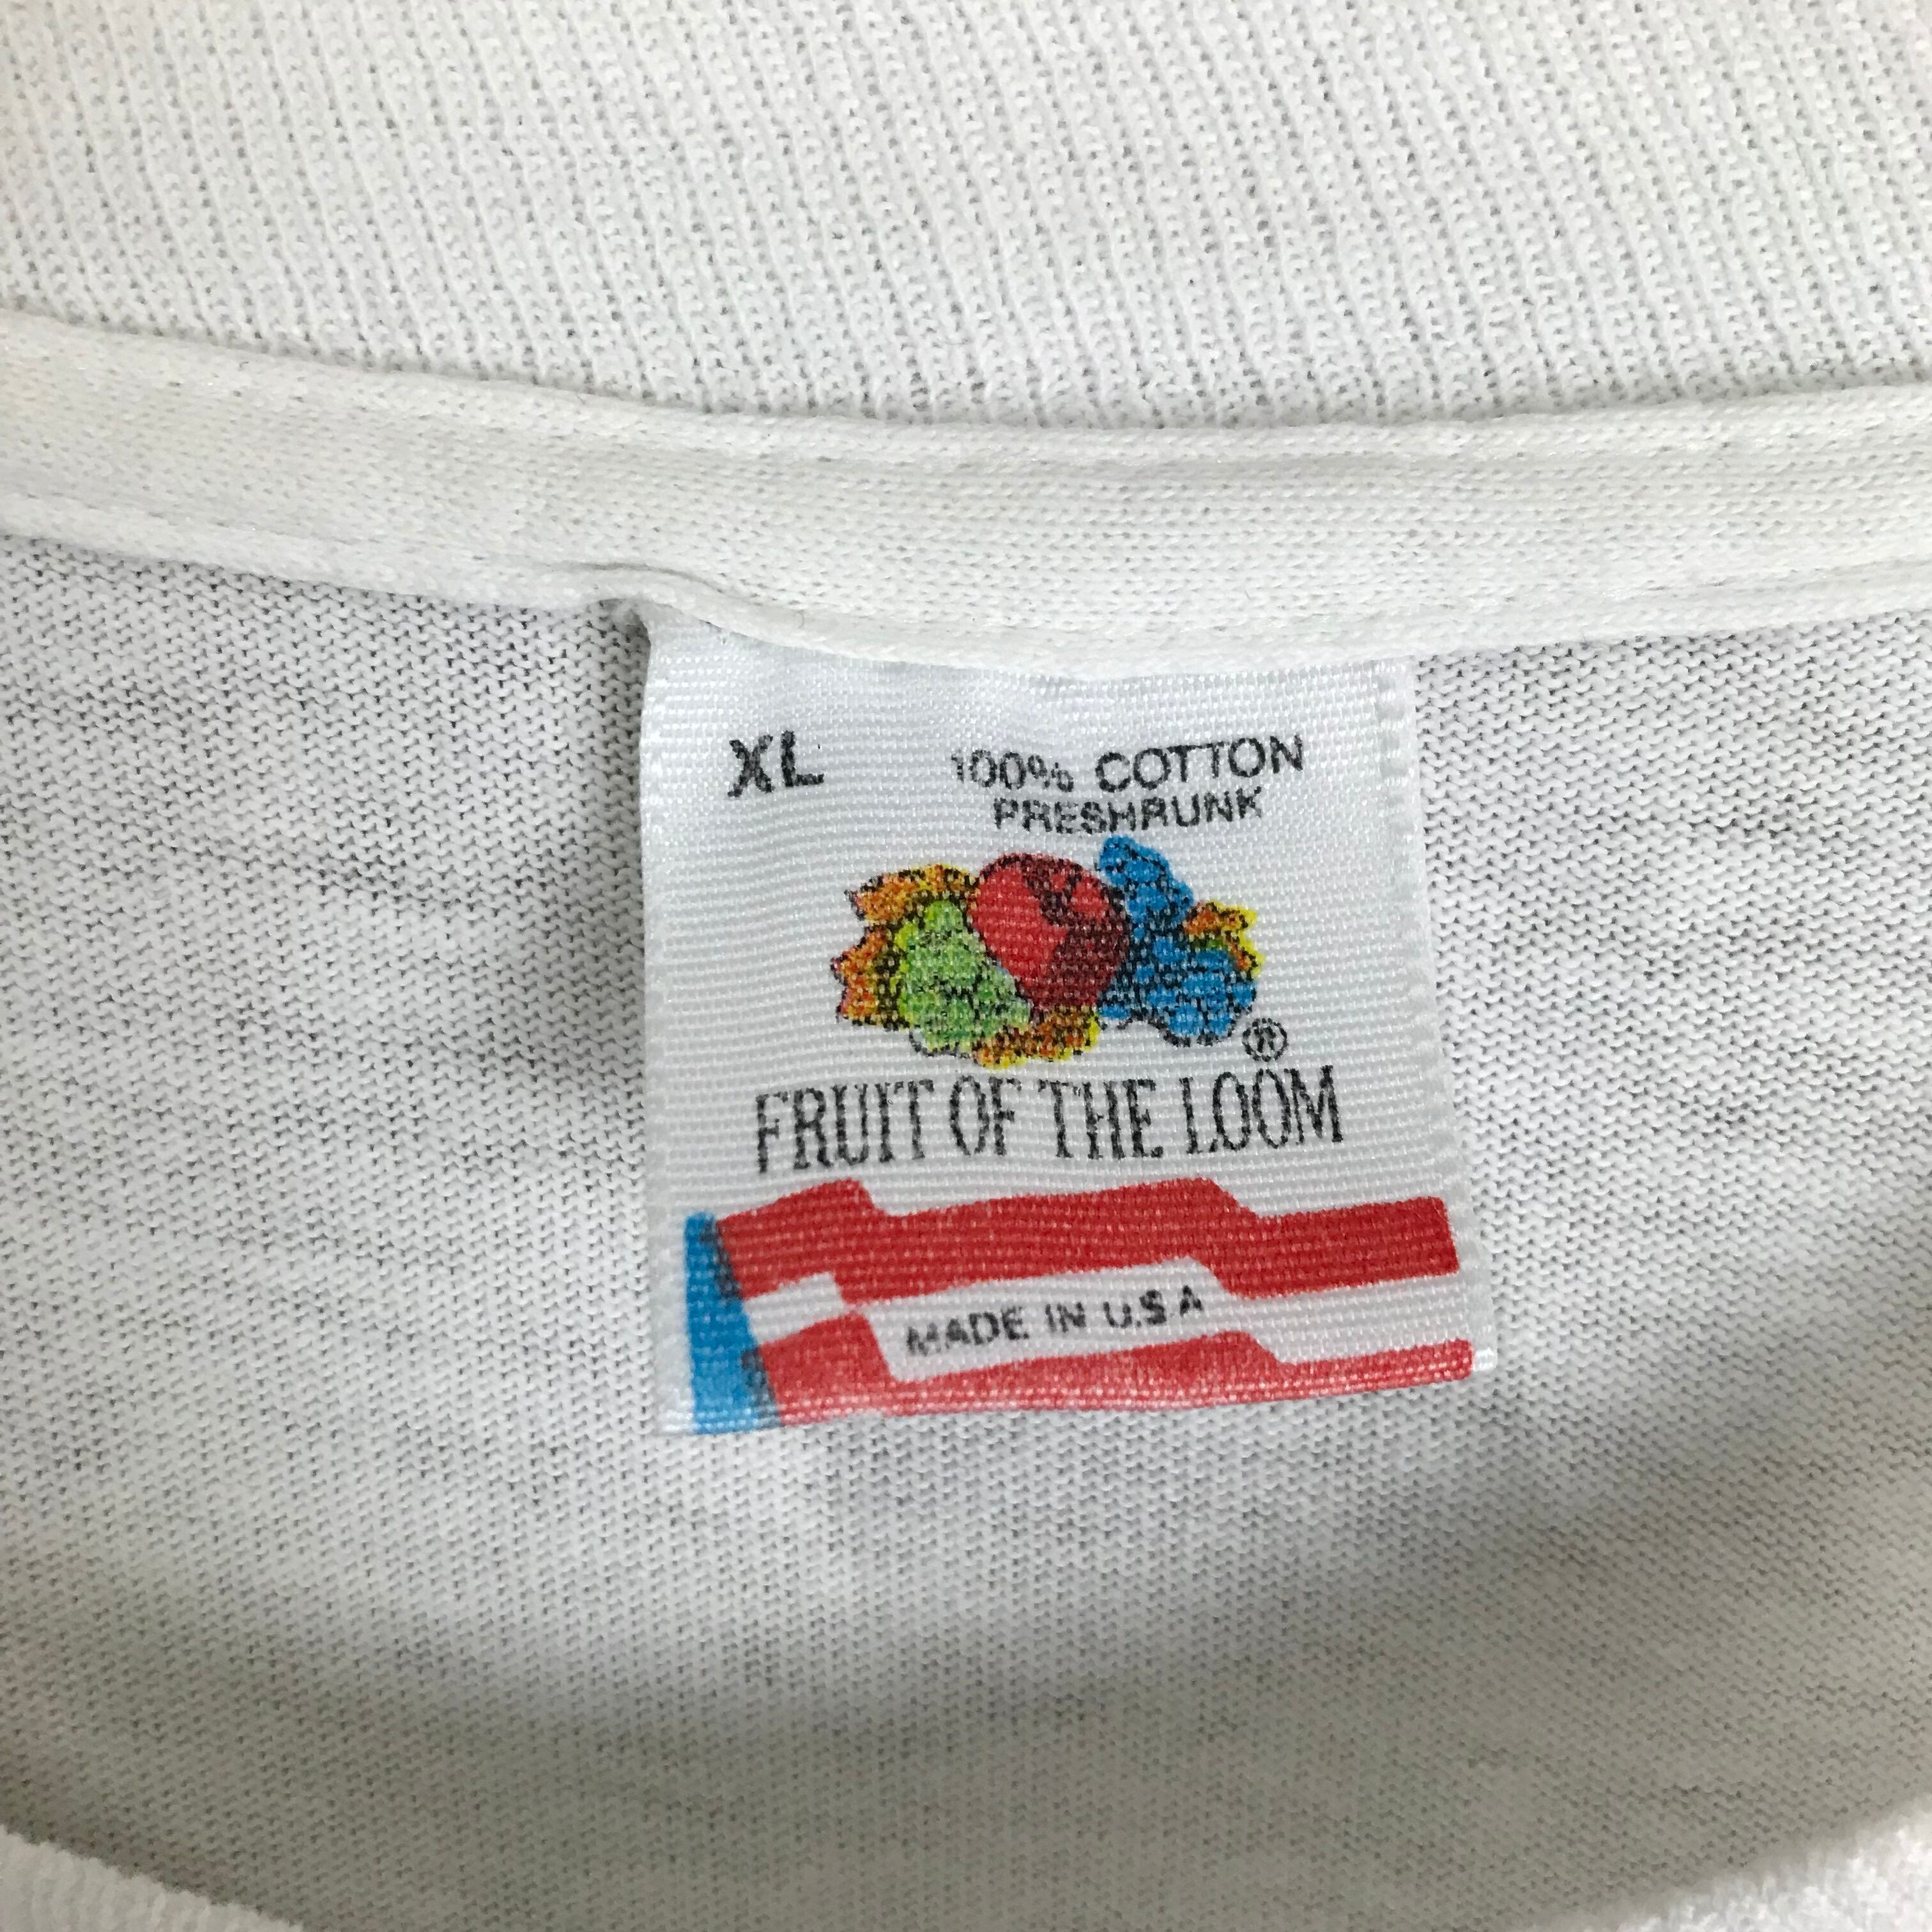 XL
100% COTTON
PRESHRUNK
®
FRUIT OF THE LOOM
MADE IN U.S.A